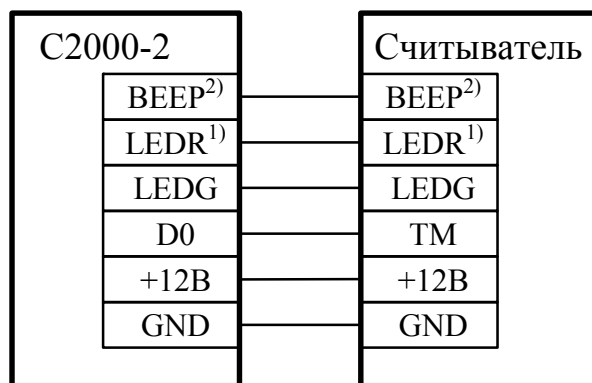 С2000-2 Считыватель
BEEP2) BEEP2)
LEDR1) LEDR1)
LEDG LEDG
D0 TM
+12В +12В
GND GND